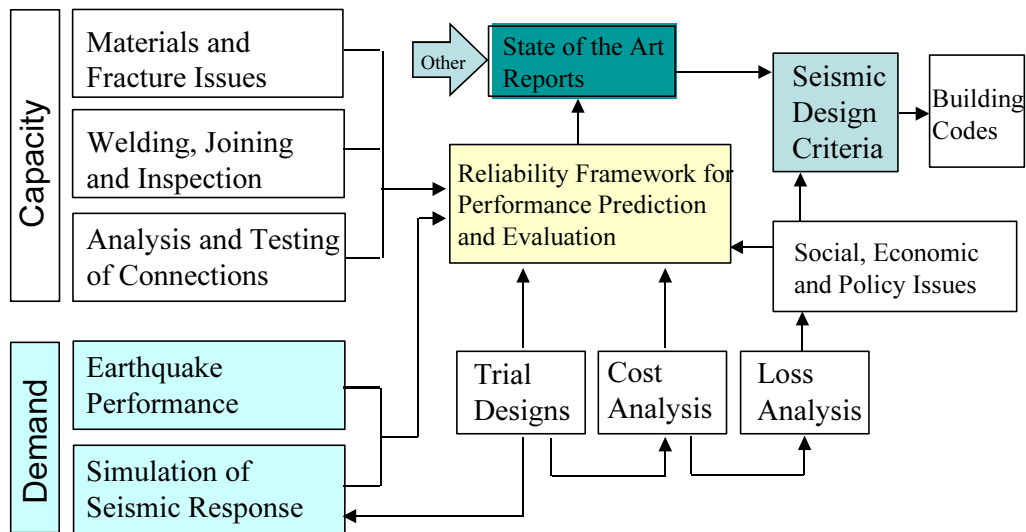 Capacity
Materials and
Fracture Issues
Welding, Joining
and Inspection
Analysis and Testing
of Connections
Other
State of the Art
Reports
Seismic
Design
Criteria
Building
Codes
Reliability Framework for
Performance Prediction
and Evaluation
Social, Economic
and Policy Issues
Demand
Earthquake
Performance
Simulation of
Seismic Response
Trial
Designs
Cost
Analysis
Loss
Analysis